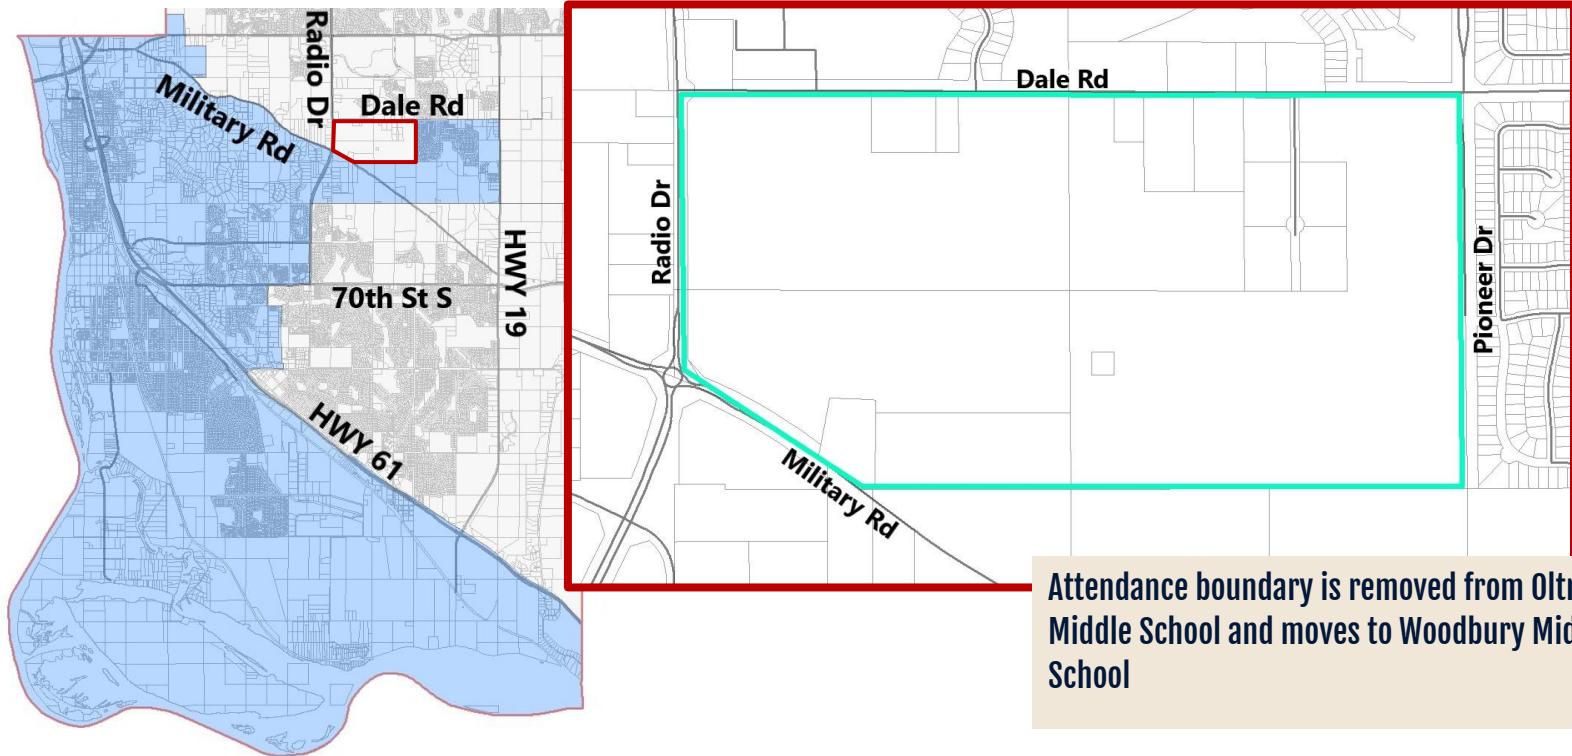 Radio Dr
Military Rd
Dale Rd
HWY 19
70th St S
HWY 61
Dale Rd
Radio Dr
Pioneer Dr
Military Rd
Attendance boundary is removed from
Middle School and moves to Woodbury
School